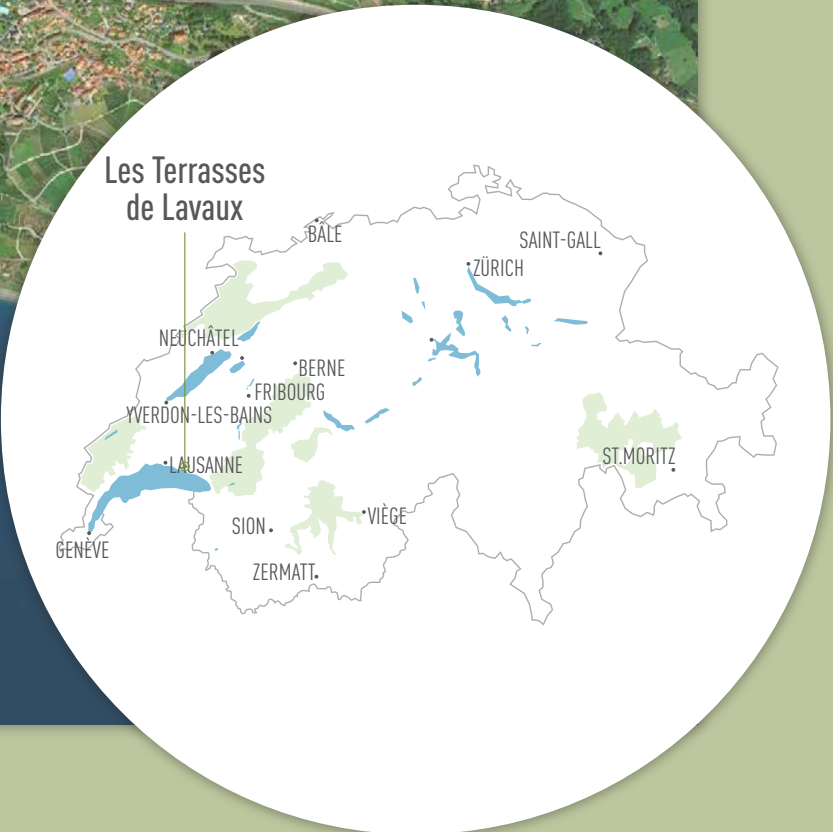 Les Terrasses
de Lavaux
BÂLE
SAINT-GALL
ZÜRICH
NEUCHÂTEL
BERNE
FRIBOURG
YVERDON-LES-BAINS
LAUSANNE
ST.MORITZ
VIÈGE
SION
GENÈVE
ZERMATT